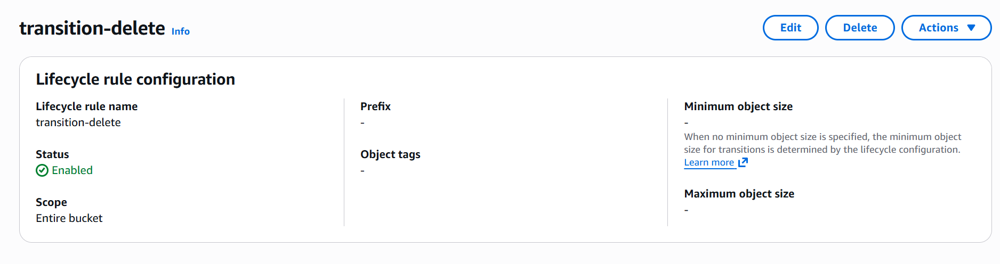 transition-delete Info
Edit
Delete
Actions
Lifecycle rule configuration
Lifecycle rule name
transition-delete
Status
Enabled
Scope
Entire bucket
Prefix
-
Object tags
-
Minimum object size
-
When no minimum object size is specified, the minimum object
size for transitions is determined by the lifecycle configuration.
Learn more
Maximum object size
-